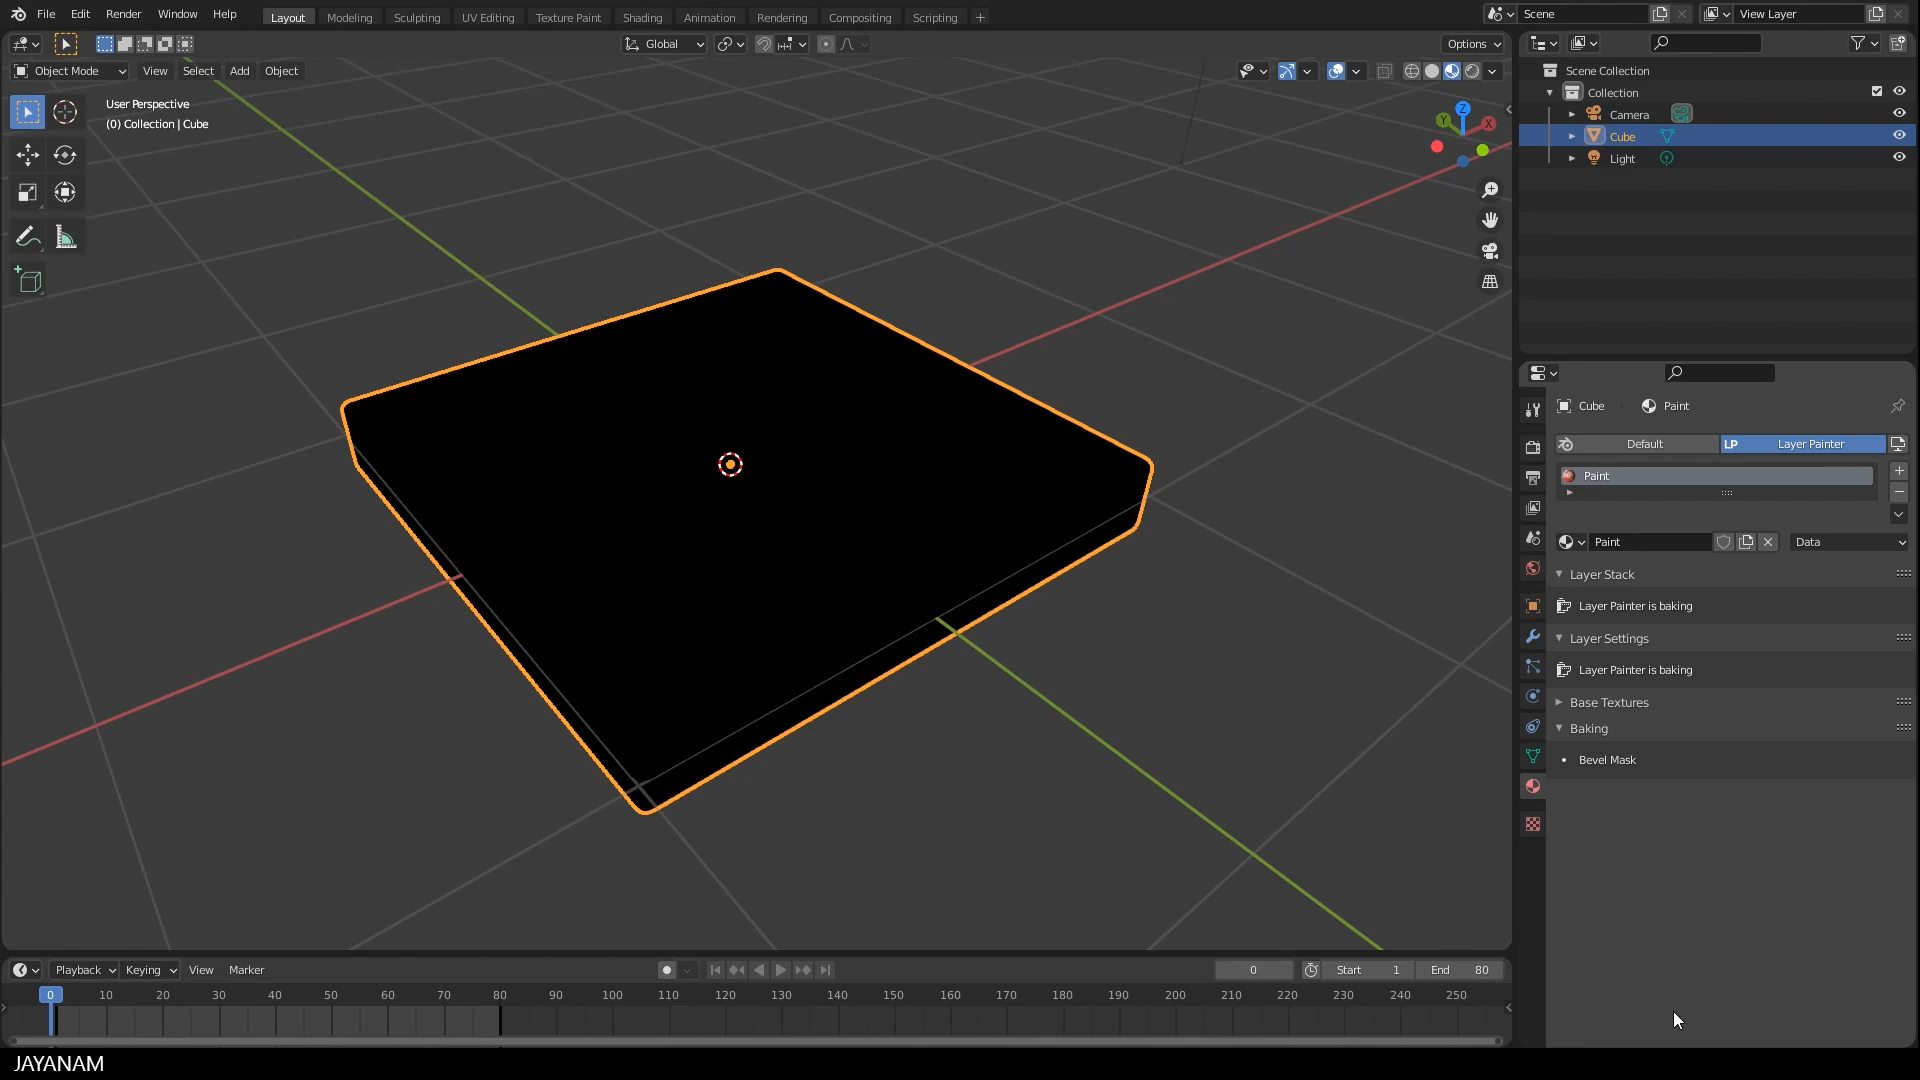 File Edit Render Window Help Layout Modeling Sculpting UV Editing Texture Paint Shading Animation Rendering Compositing Scripting + Scene View Layer
Global Options
Object Mode View Select Add Object
User Perspective
(0) Collection | Cube
Z
Y
X
Scene Collection
Collection
Camera
Cube
Light
Cube Paint
Default LP Layer Painter
Paint
Paint Data
Layer Stack
Layer Painter is baking
Layer Settings
Layer Painter is baking
Base Textures
Baking
• Bevel Mask
Playback Keying View Marker 0 Start 1 End 80
0 10 20 30 40 50 60 70 80 90 100 110 120 130 140 150 160 170 180 190 200 210 220 230 240 250
JAYANAM